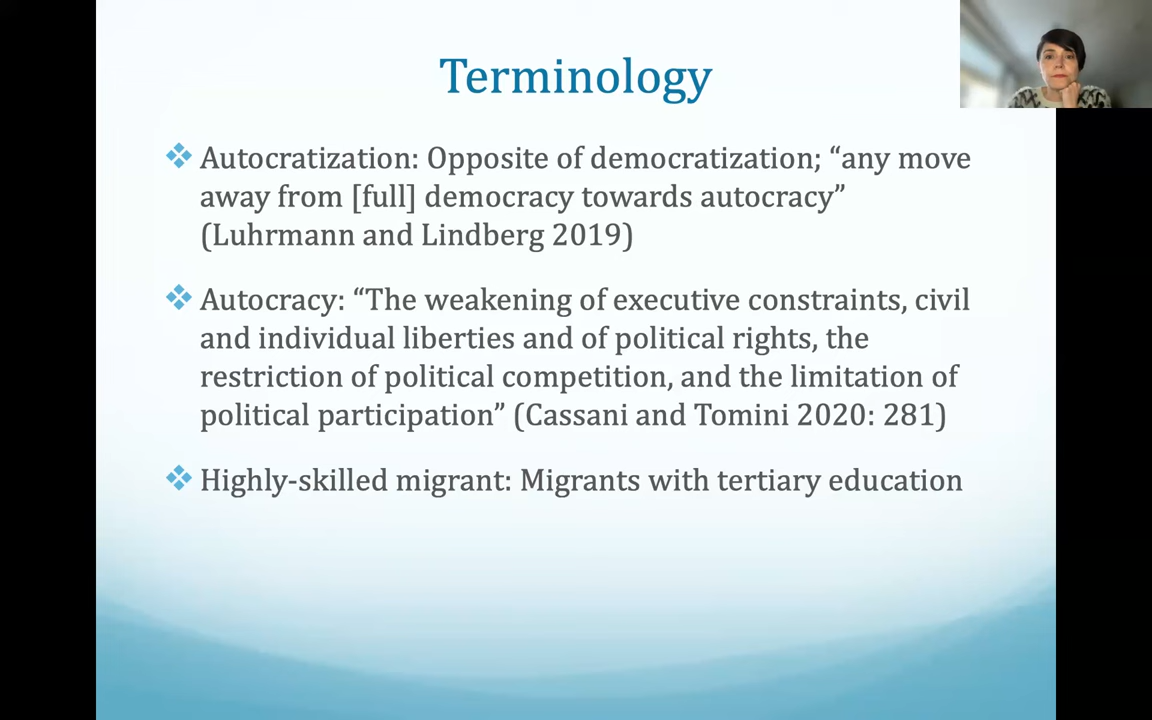 Terminology
Autocratization: Opposite of democratization; “any move
away from [full] democracy towards autocracy”
(Luhrmann and Lindberg 2019)
Autocracy: “The weakening of executive constraints, civil
and individual liberties and of political rights, the
restriction of political competition, and the limitation of
political participation” (Cassani and Tomini 2020: 281)
Highly-skilled migrant: Migrants with tertiary education